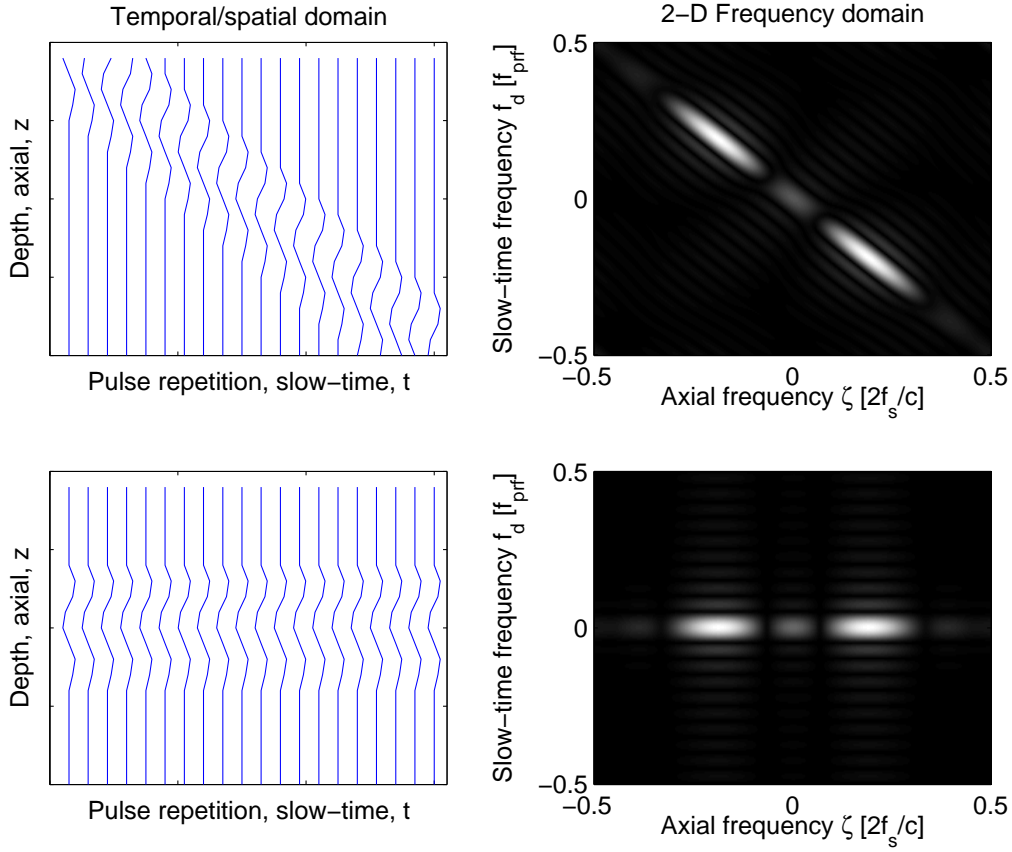 Temporal/spatial domain
Depth, axial, z
Pulse repetition, slow−time, t
2−D Frequency domain
Slow−time frequency f_d [f_prf]
0.5
0
−0.5
−0.5
0
0.5
Axial frequency ζ [2f_s/c]
Depth, axial, z
Pulse repetition, slow−time, t
Slow−time frequency f_d [f_prf]
0.5
0
−0.5
−0.5
0
0.5
Axial frequency ζ [2f_s/c]